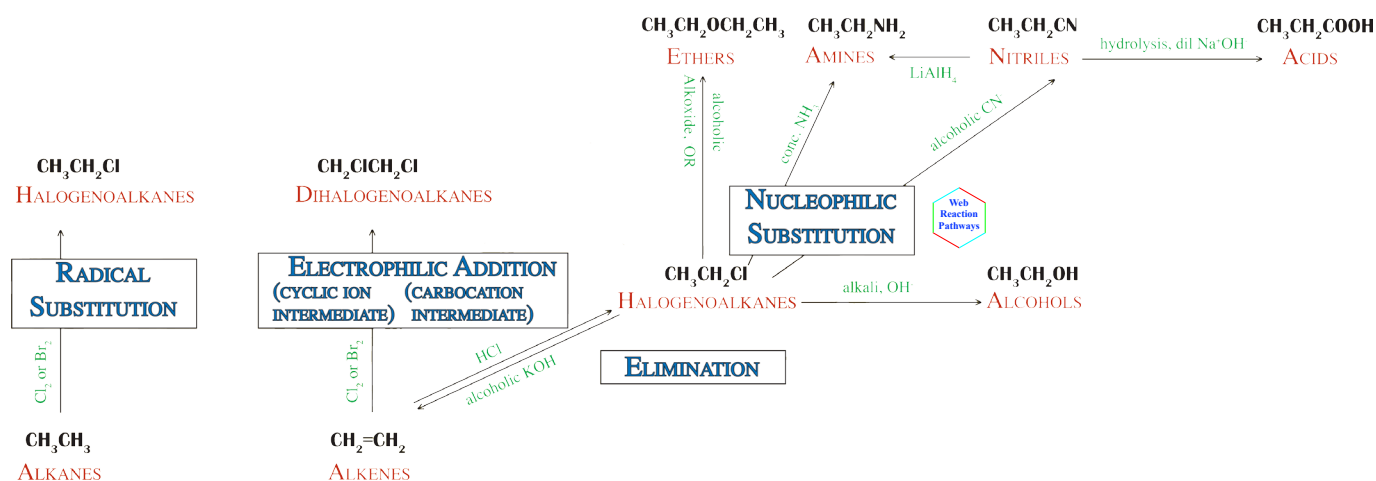 CH₃CH₂OCH₂CH₃
ETHERS
CH₃CH₂NH₂
AMINES
CH₃CH₂CN
NITRILES
CH₃CH₂COOH
ACIDS
hydrolysis, dil Na⁺OH
LiAlH₄
alcoholic
Alkoxide, OR
conc. NH₃
alcoholic CN
CH₃CH₂Cl
HALOGENOALKANES
CH₂ClCH₂Cl
DIHALOGENOALKANES
NUCLEOPHILIC
SUBSTITUTION
Web
Reaction
Pathways
RADICAL
SUBSTITUTION
ELECTROPHILIC ADDITION
(CYCLIC ION (CARBOCATION
INTERMEDIATE) INTERMEDIATE)
CH₃CH₂Cl
HALOGENOALKANES
alkali, OH⁻
CH₃CH₂OH
ALCOHOLS
Cl₂ or Br₂
Cl₂ or Br₂
HCl
alcoholic KOH
ELIMINATION
CH₃CH₃
ALKANES
CH₂=CH₂
ALKENES